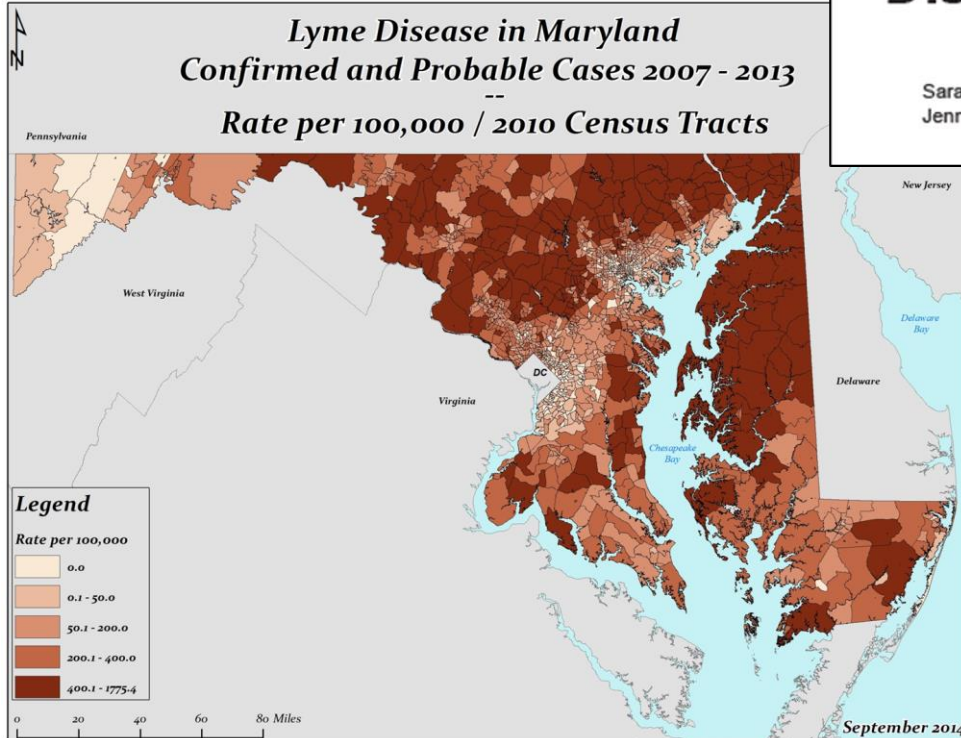 Lyme Disease in Maryland
Confirmed and Probable Cases 2007 - 2013
--
Rate per 100,000 / 2010 Census Tracts
N
Pennsylvania
New Jersey
West Virginia
Delaware
Bay
DC
Delaware
Virginia
Chesapeake
Bay
Legend
Rate per 100,000
0.0
0.1 - 50.0
50.1 - 200.0
200.1 - 400.0
400.1 - 1775.4
0 20 40 60 80 Miles
September 2014
Sara
Jenn